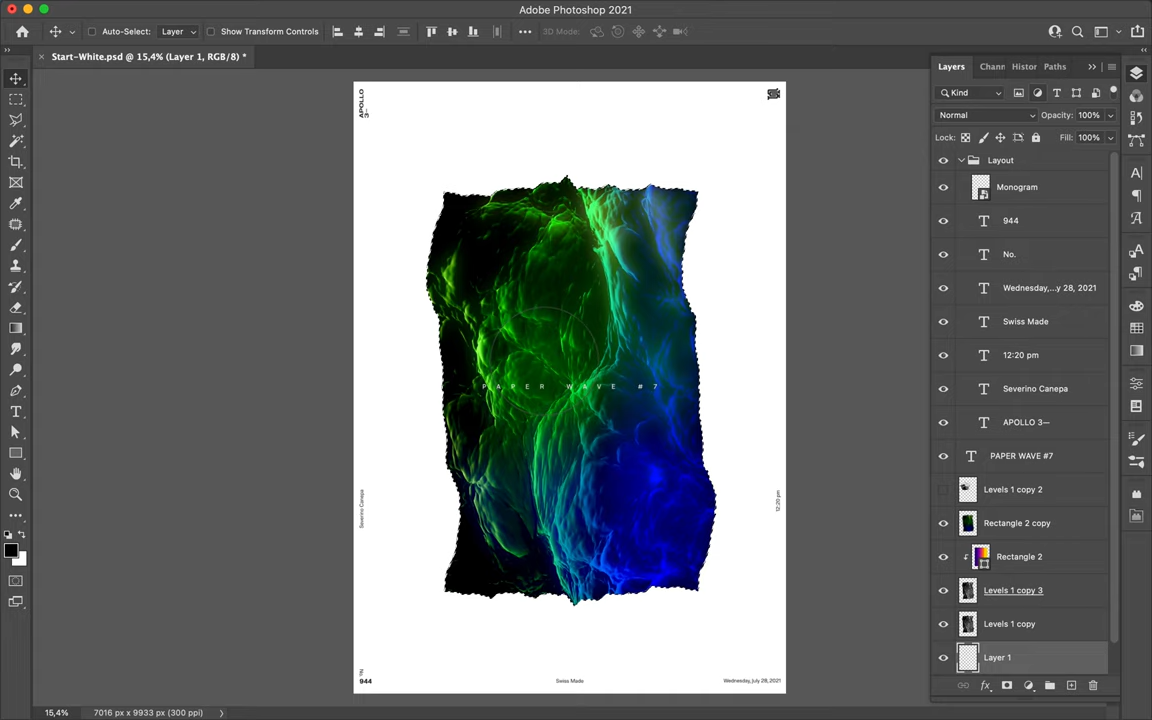 Adobe Photoshop 2021
Auto-Select:
Layer
Show Transform Controls
3D Mode:
Start-White.psd @ 15,4% (Layer 1, RGB/8) *
APOLLO
3—
PAPER WAVE #7
Severino Canepa
12:20 pm
944
Swiss Made
Wednesday, July 28, 2021
Layers
Chann
Histor
Paths
Kind
Normal
Opacity: 100%
Lock:
Fill: 100%
Layout
Monogram
944
No.
Wednesday,...y 28, 2021
Swiss Made
12:20 pm
Severino Canepa
APOLLO 3—
PAPER WAVE #7
Levels 1 copy 2
Rectangle 2 copy
Rectangle 2
Levels 1 copy 3
Levels 1 copy
Layer 1
15,4%
7016 px x 9933 px (300 ppi)